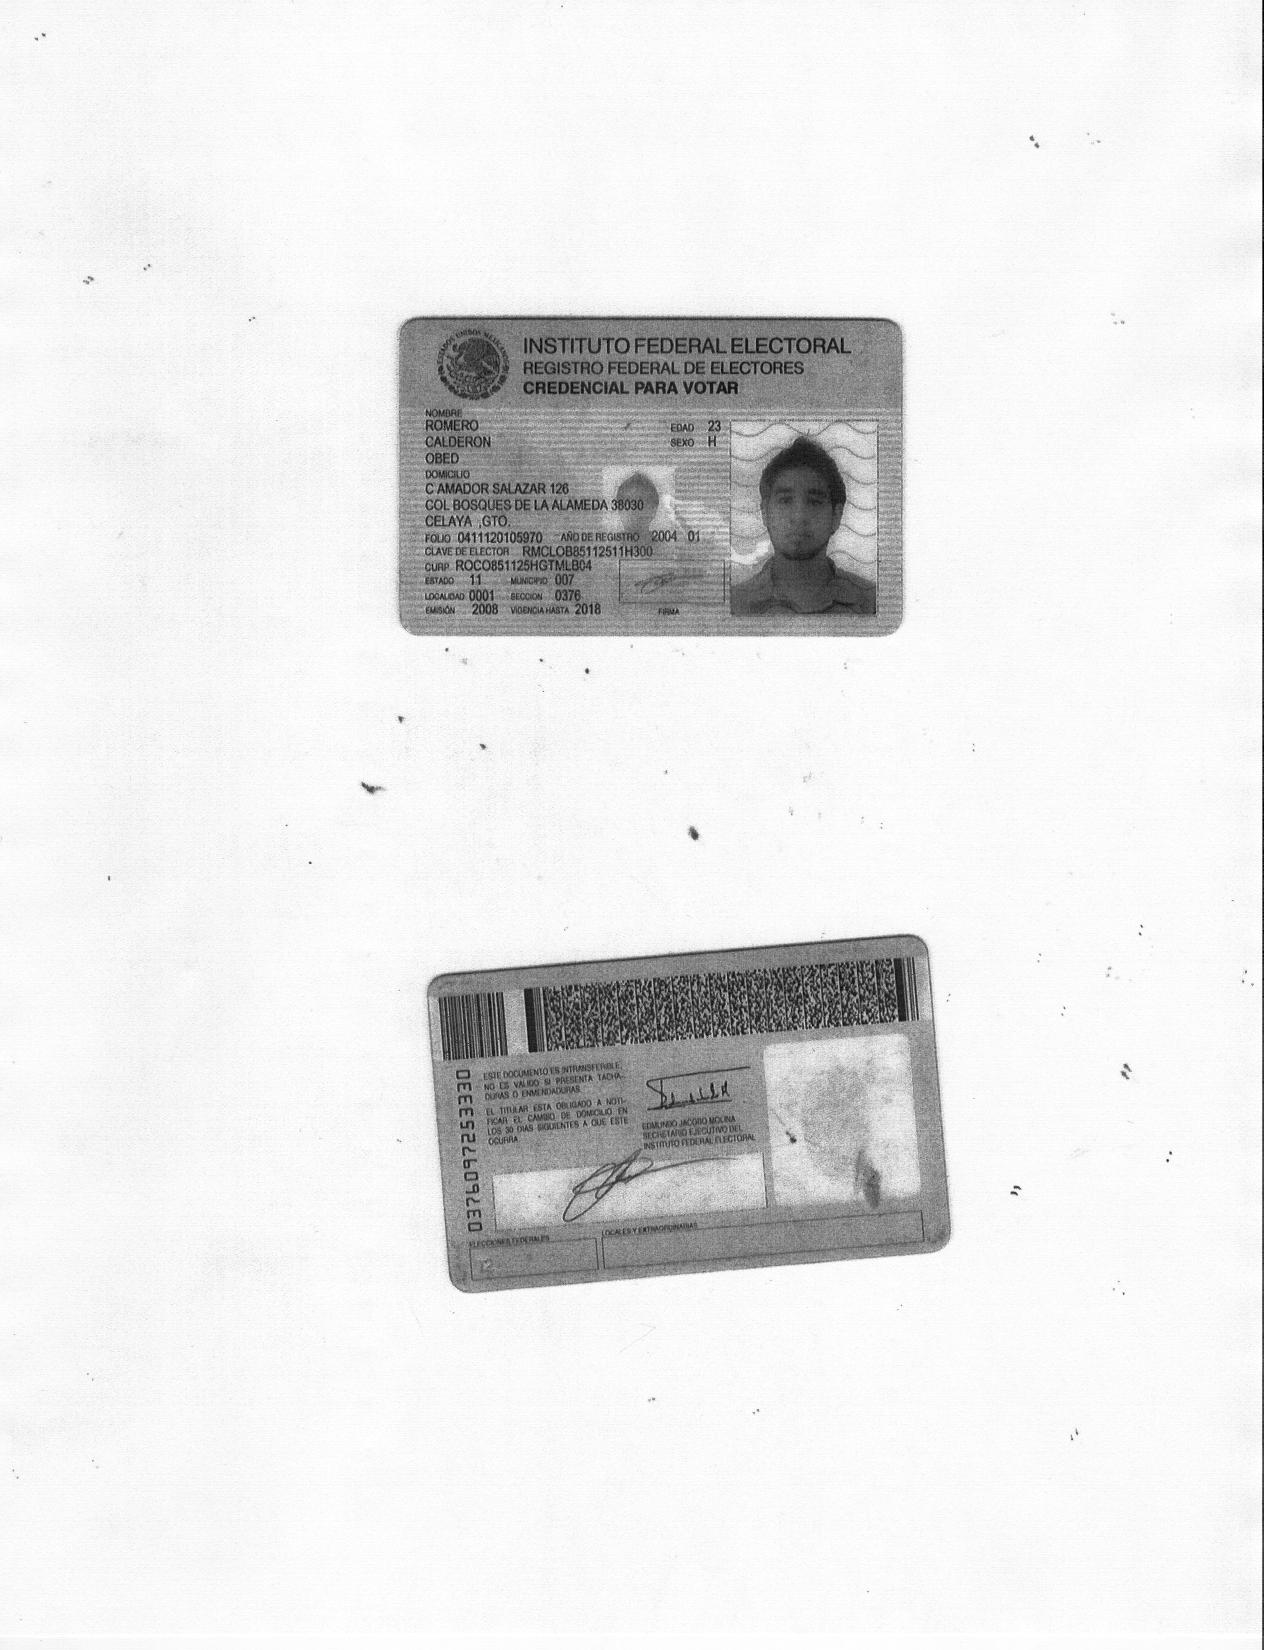 ESTADOS UNIDOS MEXICANOS
INSTITUTO FEDERAL ELECTORAL
REGISTRO FEDERAL DE ELECTORES
CREDENCIAL PARA VOTAR
NOMBRE
ROMERO
CALDERON
OBED
EDAD 23
SEXO H
DOMICILIO
C AMADOR SALAZAR 126
COL BOSQUES DE LA ALAMEDA 38030
CELAYA ,GTO.
FOLIO 0411120105970 AÑO DE REGISTRO 2004 01
CLAVE DE ELECTOR RMCLOB85112511H300
CURP ROCO851125HGTMLB04
ESTADO 11 MUNICIPIO 007
LOCALIDAD 0001 SECCION 0376
EMISIÓN 2008 VIGENCIA HASTA 2018
FIRMA
0376097253330
ESTE DOCUMENTO ES INTRANSFERIBLE,
NO ES VALIDO SI PRESENTA TACHA-
DURAS O ENMENDADURAS
EL TITULAR ESTA OBLIGADO A NOTI-
FICAR EL CAMBIO DE DOMICILIO EN
LOS 30 DIAS SIGUIENTES A QUE ESTE
OCURRA
EDMUNDO JACOBO MOLINA
SECRETARIO EJECUTIVO DEL
INSTITUTO FEDERAL ELECTORAL
ELECCIONES FEDERALES
LOCALES Y EXTRAORDINARIAS
12